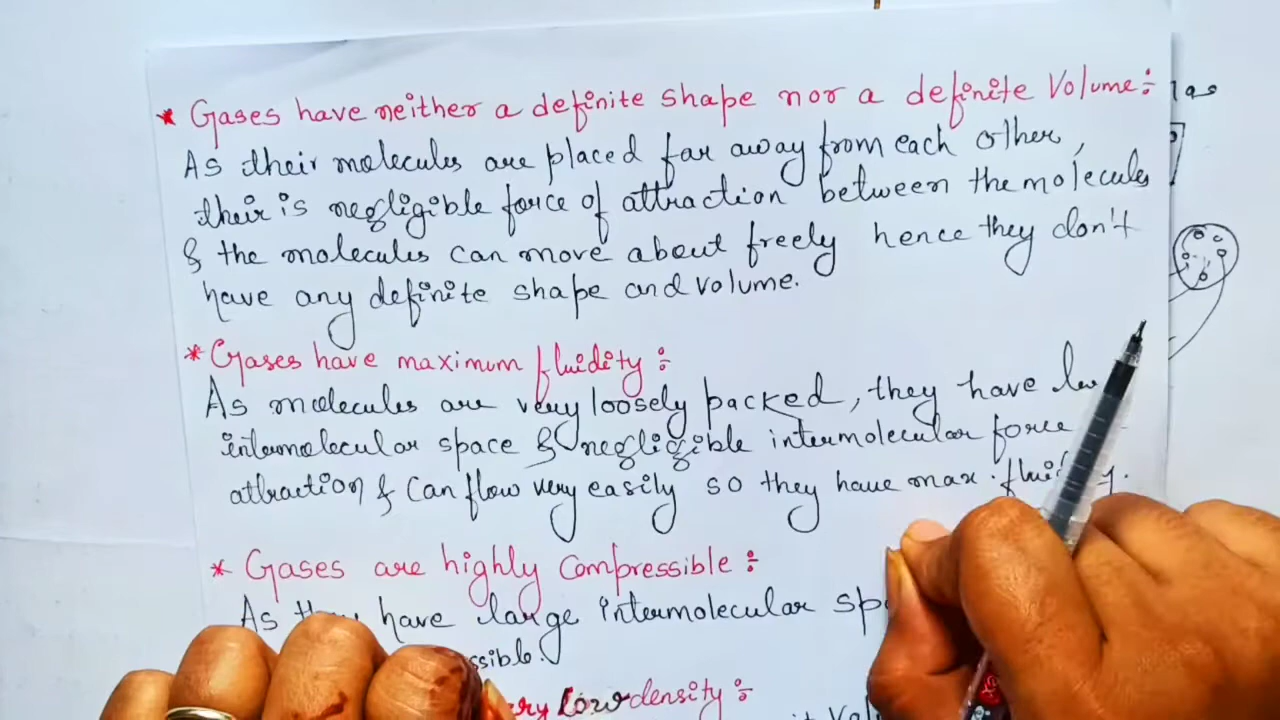 * Gases have neither a definite shape nor a definite Volume :-
As their molecules are placed far away from each other,
their is negligible force of attraction between the molecules
& the molecules can move about freely hence they don't
have any definite shape and volume.
* Gases have maximum fluidity :-
As molecules are very loosely packed, they have
intermolecular space & negligible intermolecular force
attraction & Can flow very easily so they have max.
* Gases are highly Compressible :-
As have large intermolecular
low density :-